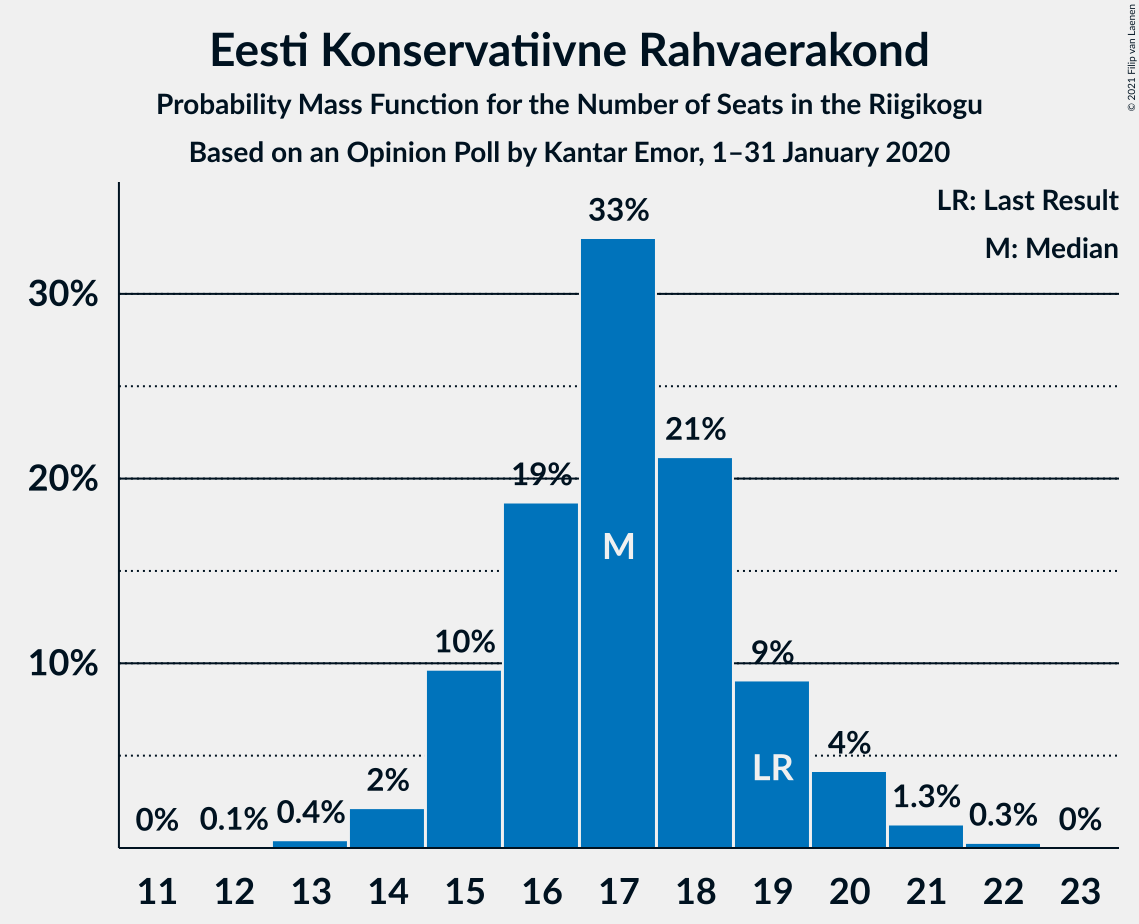 Eesti Konservatiivne Rahvaerakond
Probability Mass Function for the Number of Seats in the Riigikogu
Based on an Opinion Poll by Kantar Emor, 1–31 January 2020
© 2021 Filip van Laenen
LR: Last Result
M: Median
30%
20%
10%
0%
0.1%
0.4%
2%
10%
19%
33%
21%
9%
4%
1.3%
0.3%
0%
M
LR
11 12 13 14 15 16 17 18 19 20 21 22 23